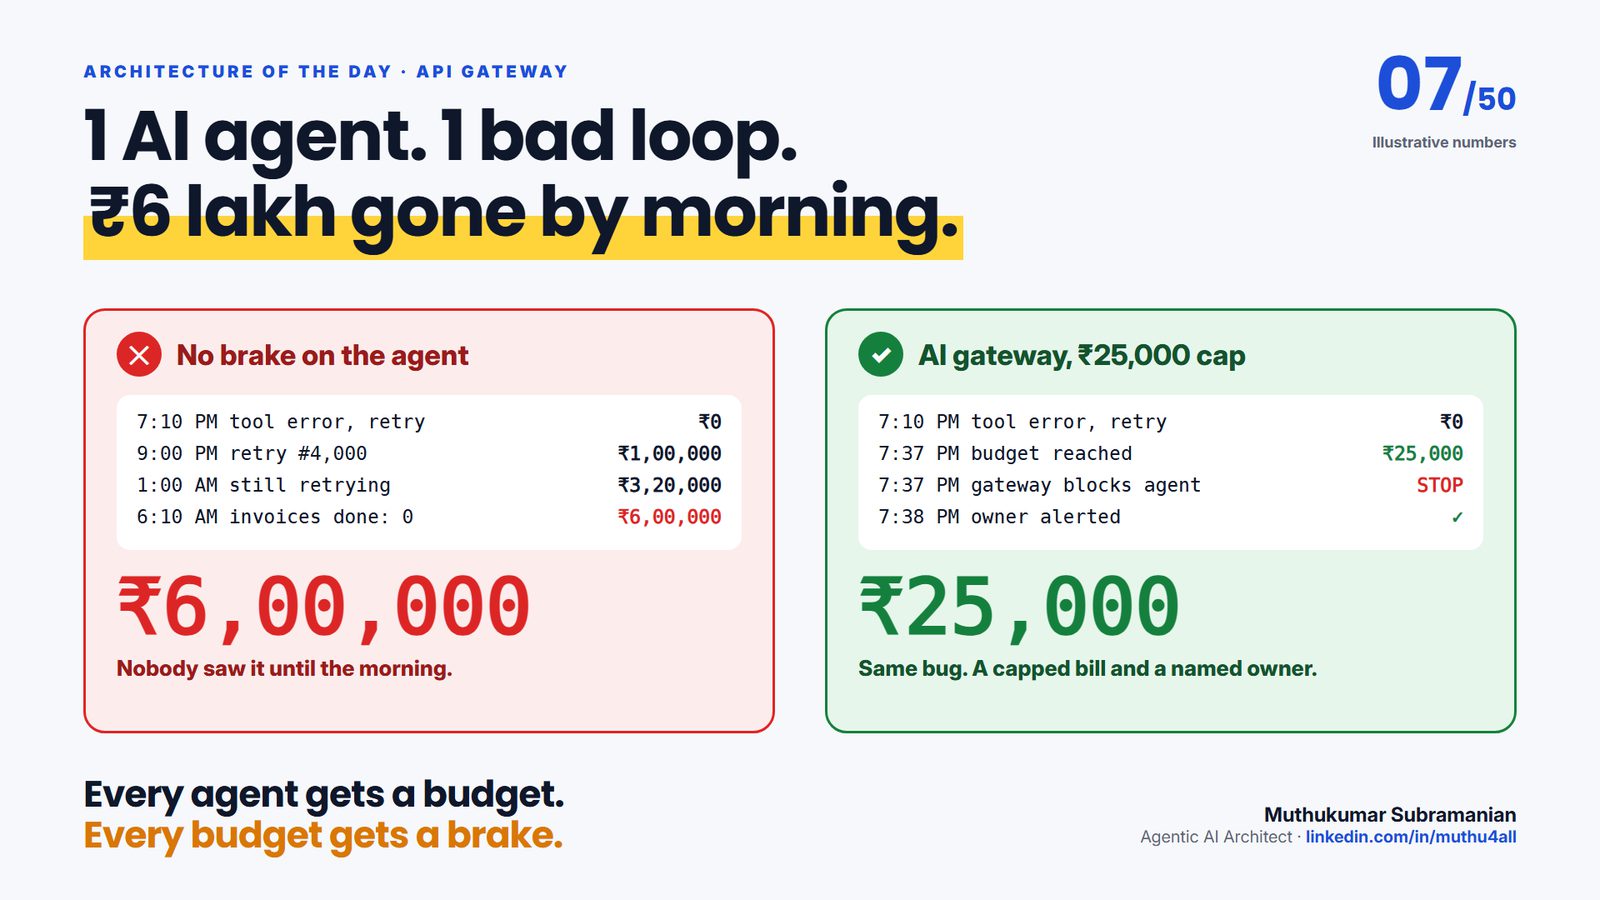 ARCHITECTURE OF THE DAY · API GATEWAY
07/50
Illustrative numbers
1 AI agent. 1 bad loop.
₹6 lakh gone by morning.
No brake on the agent
7:10 PM tool error, retry ₹0
9:00 PM retry #4,000 ₹1,00,000
1:00 AM still retrying ₹3,20,000
6:10 AM invoices done: 0 ₹6,00,000
₹6,00,000
Nobody saw it until the morning.
AI gateway, ₹25,000 cap
7:10 PM tool error, retry ₹0
7:37 PM budget reached ₹25,000
7:37 PM gateway blocks agent STOP
7:38 PM owner alerted ✓
₹25,000
Same bug. A capped bill and a named owner.
Every agent gets a budget.
Every budget gets a brake.
Muthukumar Subramanian
Agentic AI Architect · linkedin.com/in/muthu4all